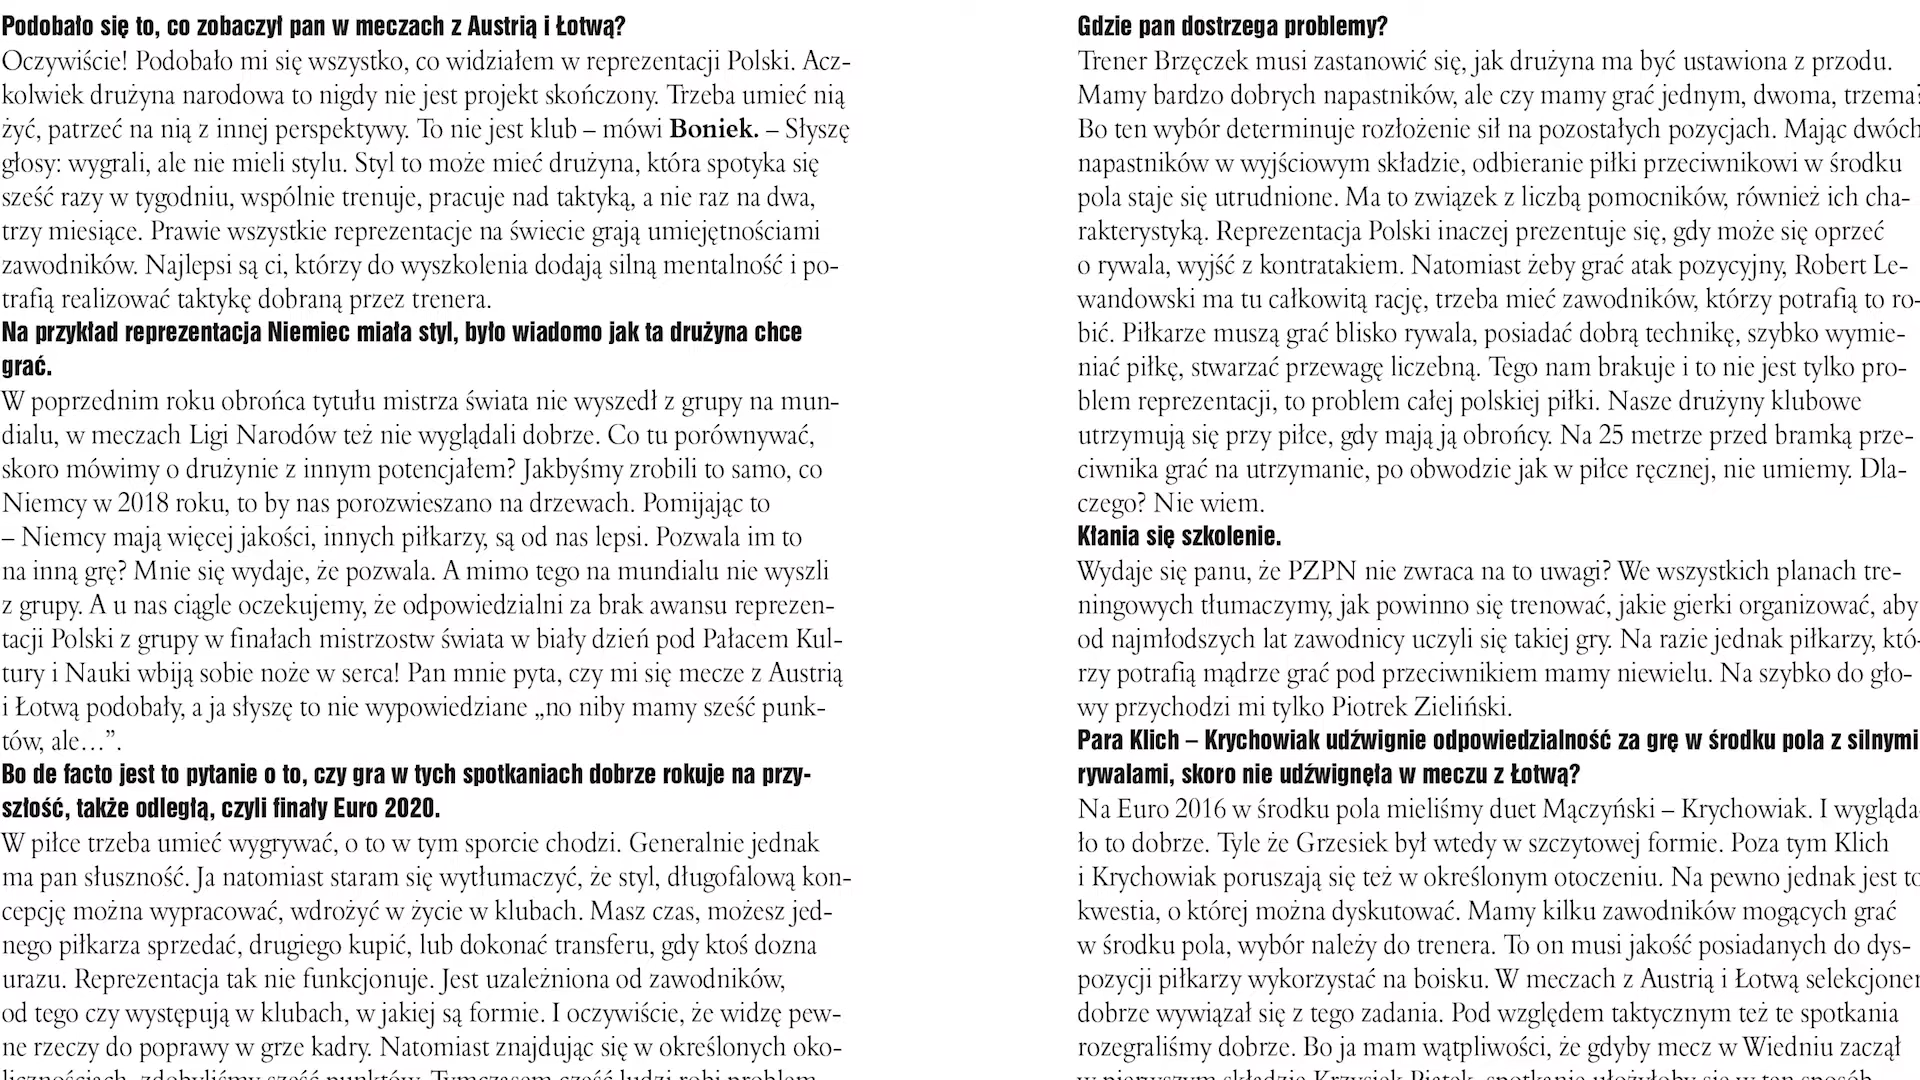 Podobało się to, co zobaczył pan w meczach z Austrią i Łotwą?
Oczywiście! Podobało mi się wszystko, co widziałem w reprezentacji Polski. Acz-
kolwiek drużyna narodowa to nigdy nie jest projekt skończony. Trzeba umieć nią
żyć, patrzeć na nią z innej perspektywy. To nie jest klub – mówi Boniek. – Słyszę
głosy: wygrali, ale nie mieli stylu. Styl to może mieć drużyna, która spotyka się
sześć razy w tygodniu, wspólnie trenuje, pracuje nad taktyką, a nie raz na dwa,
trzy miesiące. Prawie wszystkie reprezentacje na świecie grają umiejętnościami
zawodników. Najlepsi są ci, którzy do wyszkolenia dodają silną mentalność i po-
trafią realizować taktykę dobraną przez trenera.
Na przykład reprezentacja Niemiec miała styl, było wiadomo jak ta drużyna chce
grać.
W poprzednim roku obrońca tytułu mistrza świata nie wyszedł z grupy na mun-
dialu, w meczach Ligi Narodów też nie wyglądali dobrze. Co tu porównywać,
skoro mówimy o drużynie z innym potencjałem? Jakbyśmy zrobili to samo, co
Niemcy w 2018 roku, to by nas porozwieszano na drzewach. Pomijając to
– Niemcy mają więcej jakości, innych piłkarzy, są od nas lepsi. Pozwala im to
na inną grę? Mnie się wydaje, że pozwala. A mimo tego na mundialu nie wyszli
z grupy. A u nas ciągle oczekujemy, że odpowiedzialni za brak awansu reprezen-
tacji Polski z grupy w finałach mistrzostw świata w biały dzień pod Pałacem Kul-
tury i Nauki wbiją sobie noże w serca! Pan mnie pyta, czy mi się mecze z Austrią
i Łotwą podobały, a ja słyszę to nie wypowiedziane „no niby mamy sześć punk-
tów, ale…”.
Bo de facto jest to pytanie o to, czy gra w tych spotkaniach dobrze rokuje na przy-
szłość, także odległą, czyli finały Euro 2020.
W piłce trzeba umieć wygrywać, o to w tym sporcie chodzi. Generalnie jednak
ma pan słuszność. Ja natomiast staram się wytłumaczyć, że styl, długofalową kon-
cepcję można wypracować, wdrożyć w życie w klubach. Masz czas, możesz jed-
nego piłkarza sprzedać, drugiego kupić, lub dokonać transferu, gdy ktoś dozna
urazu. Reprezentacja tak nie funkcjonuje. Jest uzależniona od zawodników,
od tego czy występują w klubach, w jakiej są formie. I oczywiście, że widzę pew-
ne rzeczy do poprawy w grze kadry. Natomiast znajdując się w określonych oko-
licznościach, zdobyliśmy sześć punktów. Tymczasem część ludzi robi problem
Gdzie pan dostrzega problemy?
Trener Brzęczek musi zastanowić się, jak drużyna ma być ustawiona z przodu.
Mamy bardzo dobrych napastników, ale czy mamy grać jednym, dwoma, trzema?
Bo ten wybór determinuje rozłożenie sił na pozostałych pozycjach. Mając dwóch
napastników w wyjściowym składzie, odbieranie piłki przeciwnikowi w środku
pola staje się utrudnione. Ma to związek z liczbą pomocników, również ich cha-
rakterystyką. Reprezentacja Polski inaczej prezentuje się, gdy może się oprzeć
o rywala, wyjść z kontratakiem. Natomiast żeby grać atak pozycyjny, Robert Le-
wandowski ma tu całkowitą rację, trzeba mieć zawodników, którzy potrafią to ro-
bić. Piłkarze muszą grać blisko rywala, posiadać dobrą technikę, szybko wymie-
niać piłkę, stwarzać przewagę liczebną. Tego nam brakuje i to nie jest tylko pro-
blem reprezentacji, to problem całej polskiej piłki. Nasze drużyny klubowe
utrzymują się przy piłce, gdy mają ją obrońcy. Na 25 metrze przed bramką prze-
ciwnika grać na utrzymanie, po obwodzie jak w piłce ręcznej, nie umiemy. Dla-
czego? Nie wiem.
Kłania się szkolenie.
Wydaje się panu, że PZPN nie zwraca na to uwagi? We wszystkich planach tre-
ningowych tłumaczymy, jak powinno się trenować, jakie gierki organizować, aby
od najmłodszych lat zawodnicy uczyli się takiej gry. Na razie jednak piłkarzy, któ-
rzy potrafią mądrze grać pod przeciwnikiem mamy niewielu. Na szybko do gło-
wy przychodzi mi tylko Piotrek Zieliński.
Para Klich – Krychowiak udźwignie odpowiedzialność za grę w środku pola z silnymi
rywalami, skoro nie udźwignęła w meczu z Łotwą?
Na Euro 2016 w środku pola mieliśmy duet Mączyński – Krychowiak. I wygląda-
ło to dobrze. Tyle że Grzesiek był wtedy w szczytowej formie. Poza tym Klich
i Krychowiak poruszają się też w określonym otoczeniu. Na pewno jednak jest to
kwestia, o której można dyskutować. Mamy kilku zawodników mogących grać
w środku pola, wybór należy do trenera. To on musi jakość posiadanych do dys-
pozycji piłkarzy wykorzystać na boisku. W meczach z Austrią i Łotwą selekcjoner
dobrze wywiązał się z tego zadania. Pod względem taktycznym też te spotkania
rozegraliśmy dobrze. Bo ja mam wątpliwości, że gdyby mecz w Wiedniu zaczął
w pierwszym składzie Krzysiek Piątek, spotkanie ułożyłoby się w ten sposób